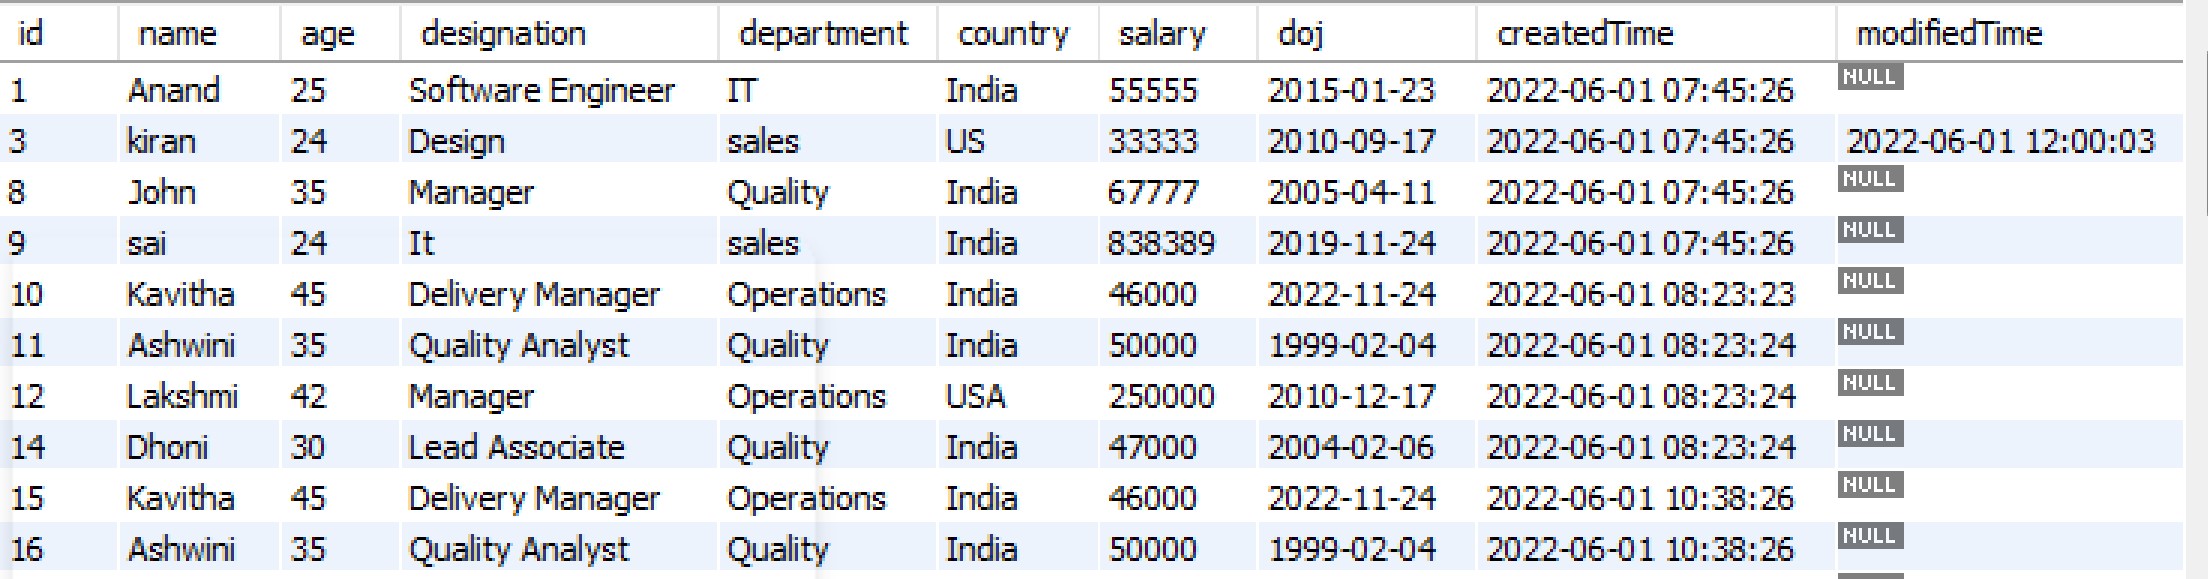 id name age designation department country salary doj createdTime modifiedTime
1 Anand 25 Software Engineer IT India 55555 2015-01-23 2022-06-01 07:45:26 NULL
3 kiran 24 Design sales US 33333 2010-09-17 2022-06-01 07:45:26 2022-06-01 12:00:03
8 John 35 Manager Quality India 67777 2005-04-11 2022-06-01 07:45:26 NULL
9 sai 24 It sales India 838389 2019-11-24 2022-06-01 07:45:26 NULL
10 Kavitha 45 Delivery Manager Operations India 46000 2022-11-24 2022-06-01 08:23:23 NULL
11 Ashwini 35 Quality Analyst Quality India 50000 1999-02-04 2022-06-01 08:23:24 NULL
12 Lakshmi 42 Manager Operations USA 250000 2010-12-17 2022-06-01 08:23:24 NULL
14 Dhoni 30 Lead Associate Quality India 47000 2004-02-06 2022-06-01 08:23:24 NULL
15 Kavitha 45 Delivery Manager Operations India 46000 2022-11-24 2022-06-01 10:38:26 NULL
16 Ashwini 35 Quality Analyst Quality India 50000 1999-02-04 2022-06-01 10:38:26 NULL